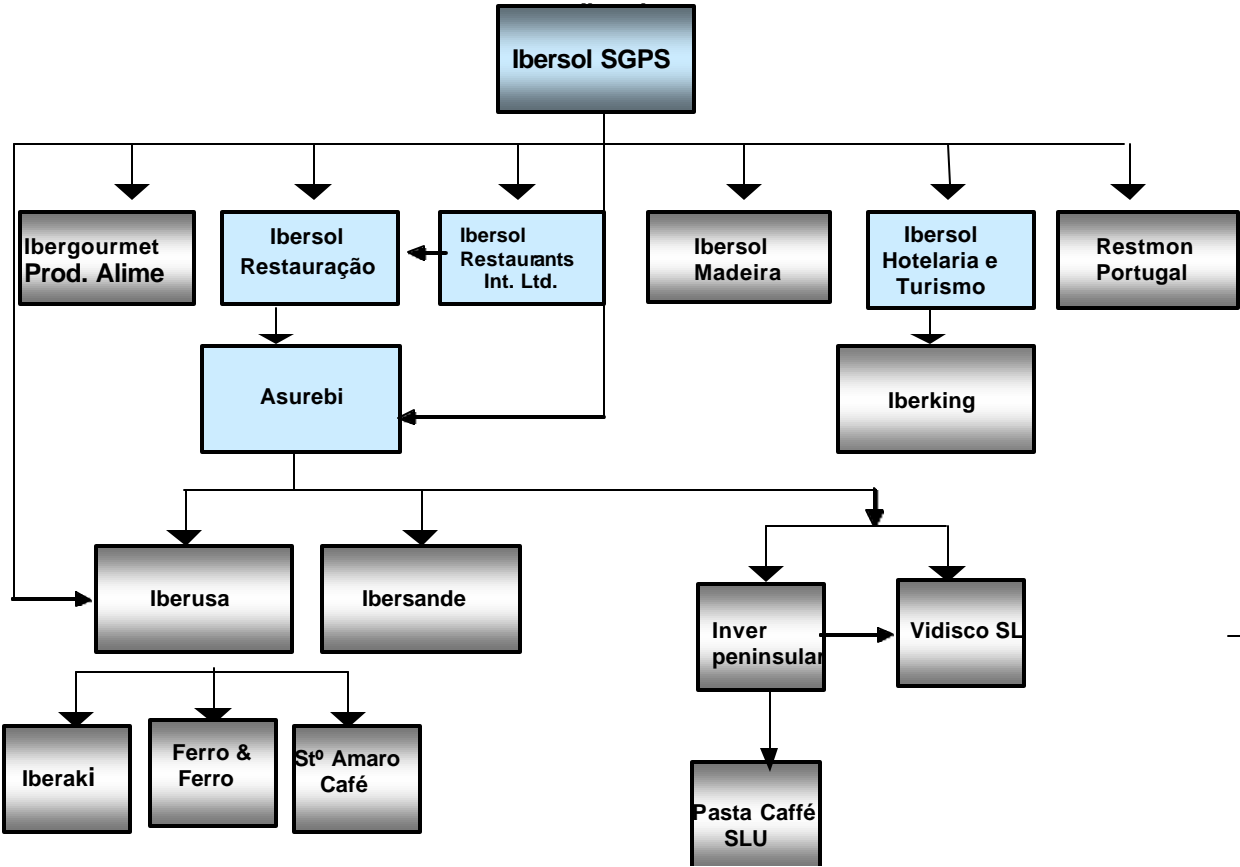 Ibersol SGPS
Ibergourmet
Prod. Alime
Ibersol
Restauração
Ibersol
Restaurants
Int. Ltd.
Ibersol
Madeira
Ibersol
Hotelaria e
Turismo
Restmon
Portugal
Asurebi
Iberking
Iberusa
Ibersande
Inver
peninsular
Vidisco SL
Iberaki
Ferro &
Ferro
Stº Amaro
Café
Pasta Caffé
SLU